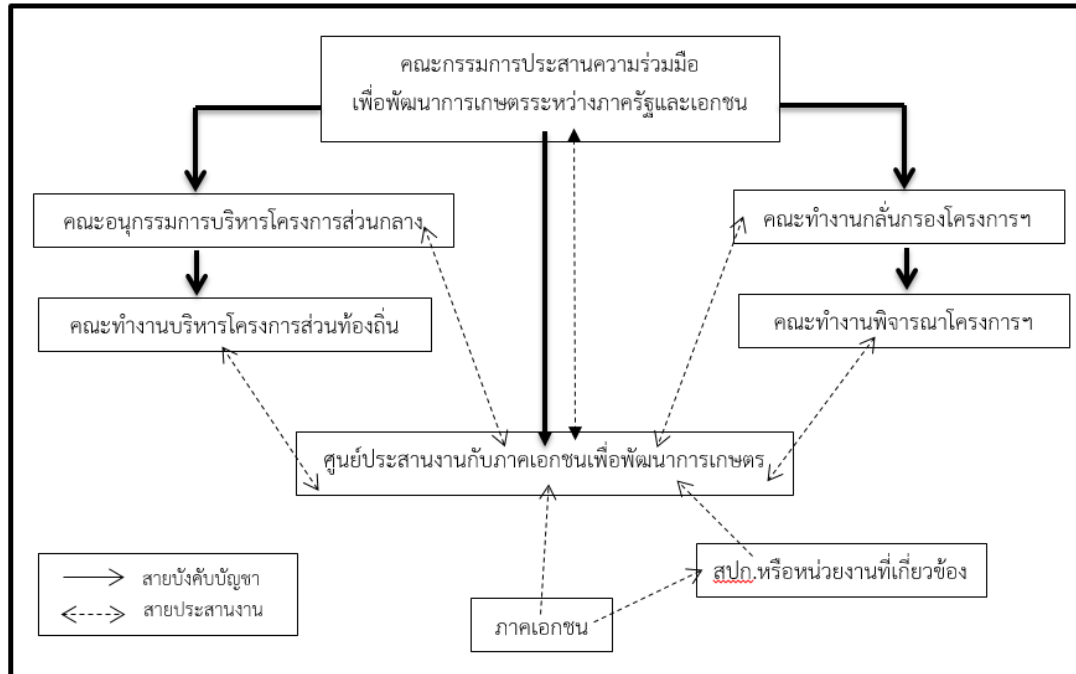 คณะกรรมการประสานความร่วมมือ
เพื่อพัฒนาการเกษตรระหว่างภาครัฐและเอกชน
คณะอนุกรรมการบริหารโครงการส่วนกลาง
คณะทำงานกลั่นกรองโครงการฯ
คณะทำงานบริหารโครงการส่วนท้องถิ่น
คณะทำงานพิจารณาโครงการฯ
ศูนย์ประสานงานกับภาคเอกชนเพื่อพัฒนาการเกษตร
สายบังคับบัญชา
สายประสานงาน
สปก.หรือหน่วยงานที่เกี่ยวข้อง
ภาคเอกชน